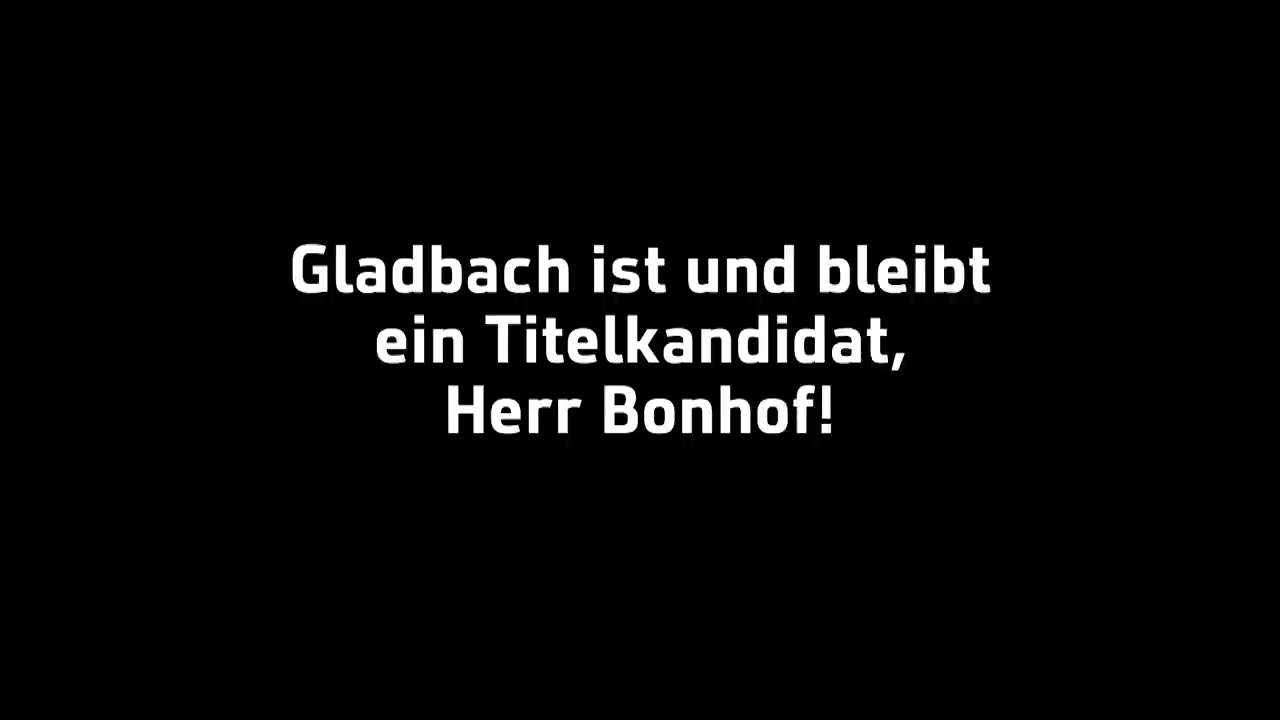 Gladbach ist und bleibt
ein Titelkandidat,
Herr Bonhof!